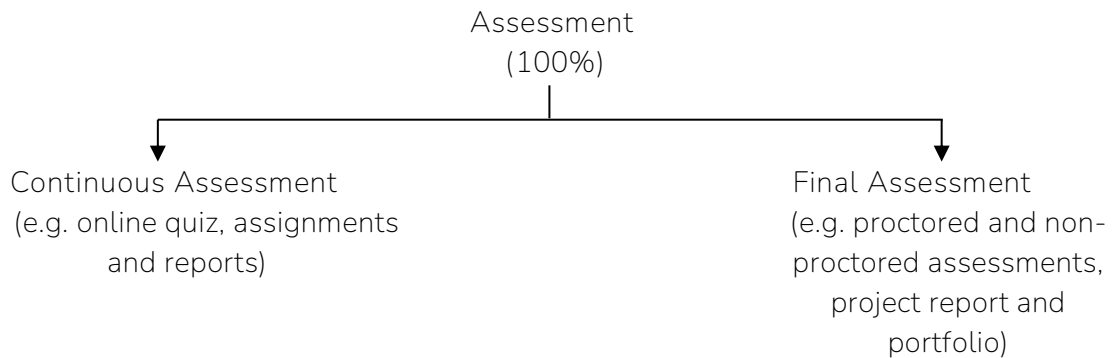 Assessment
(100%)
Continuous Assessment
(e.g. online quiz, assignments
and reports)
Final Assessment
(e.g. proctored and non-
proctored assessments,
project report and
portfolio)